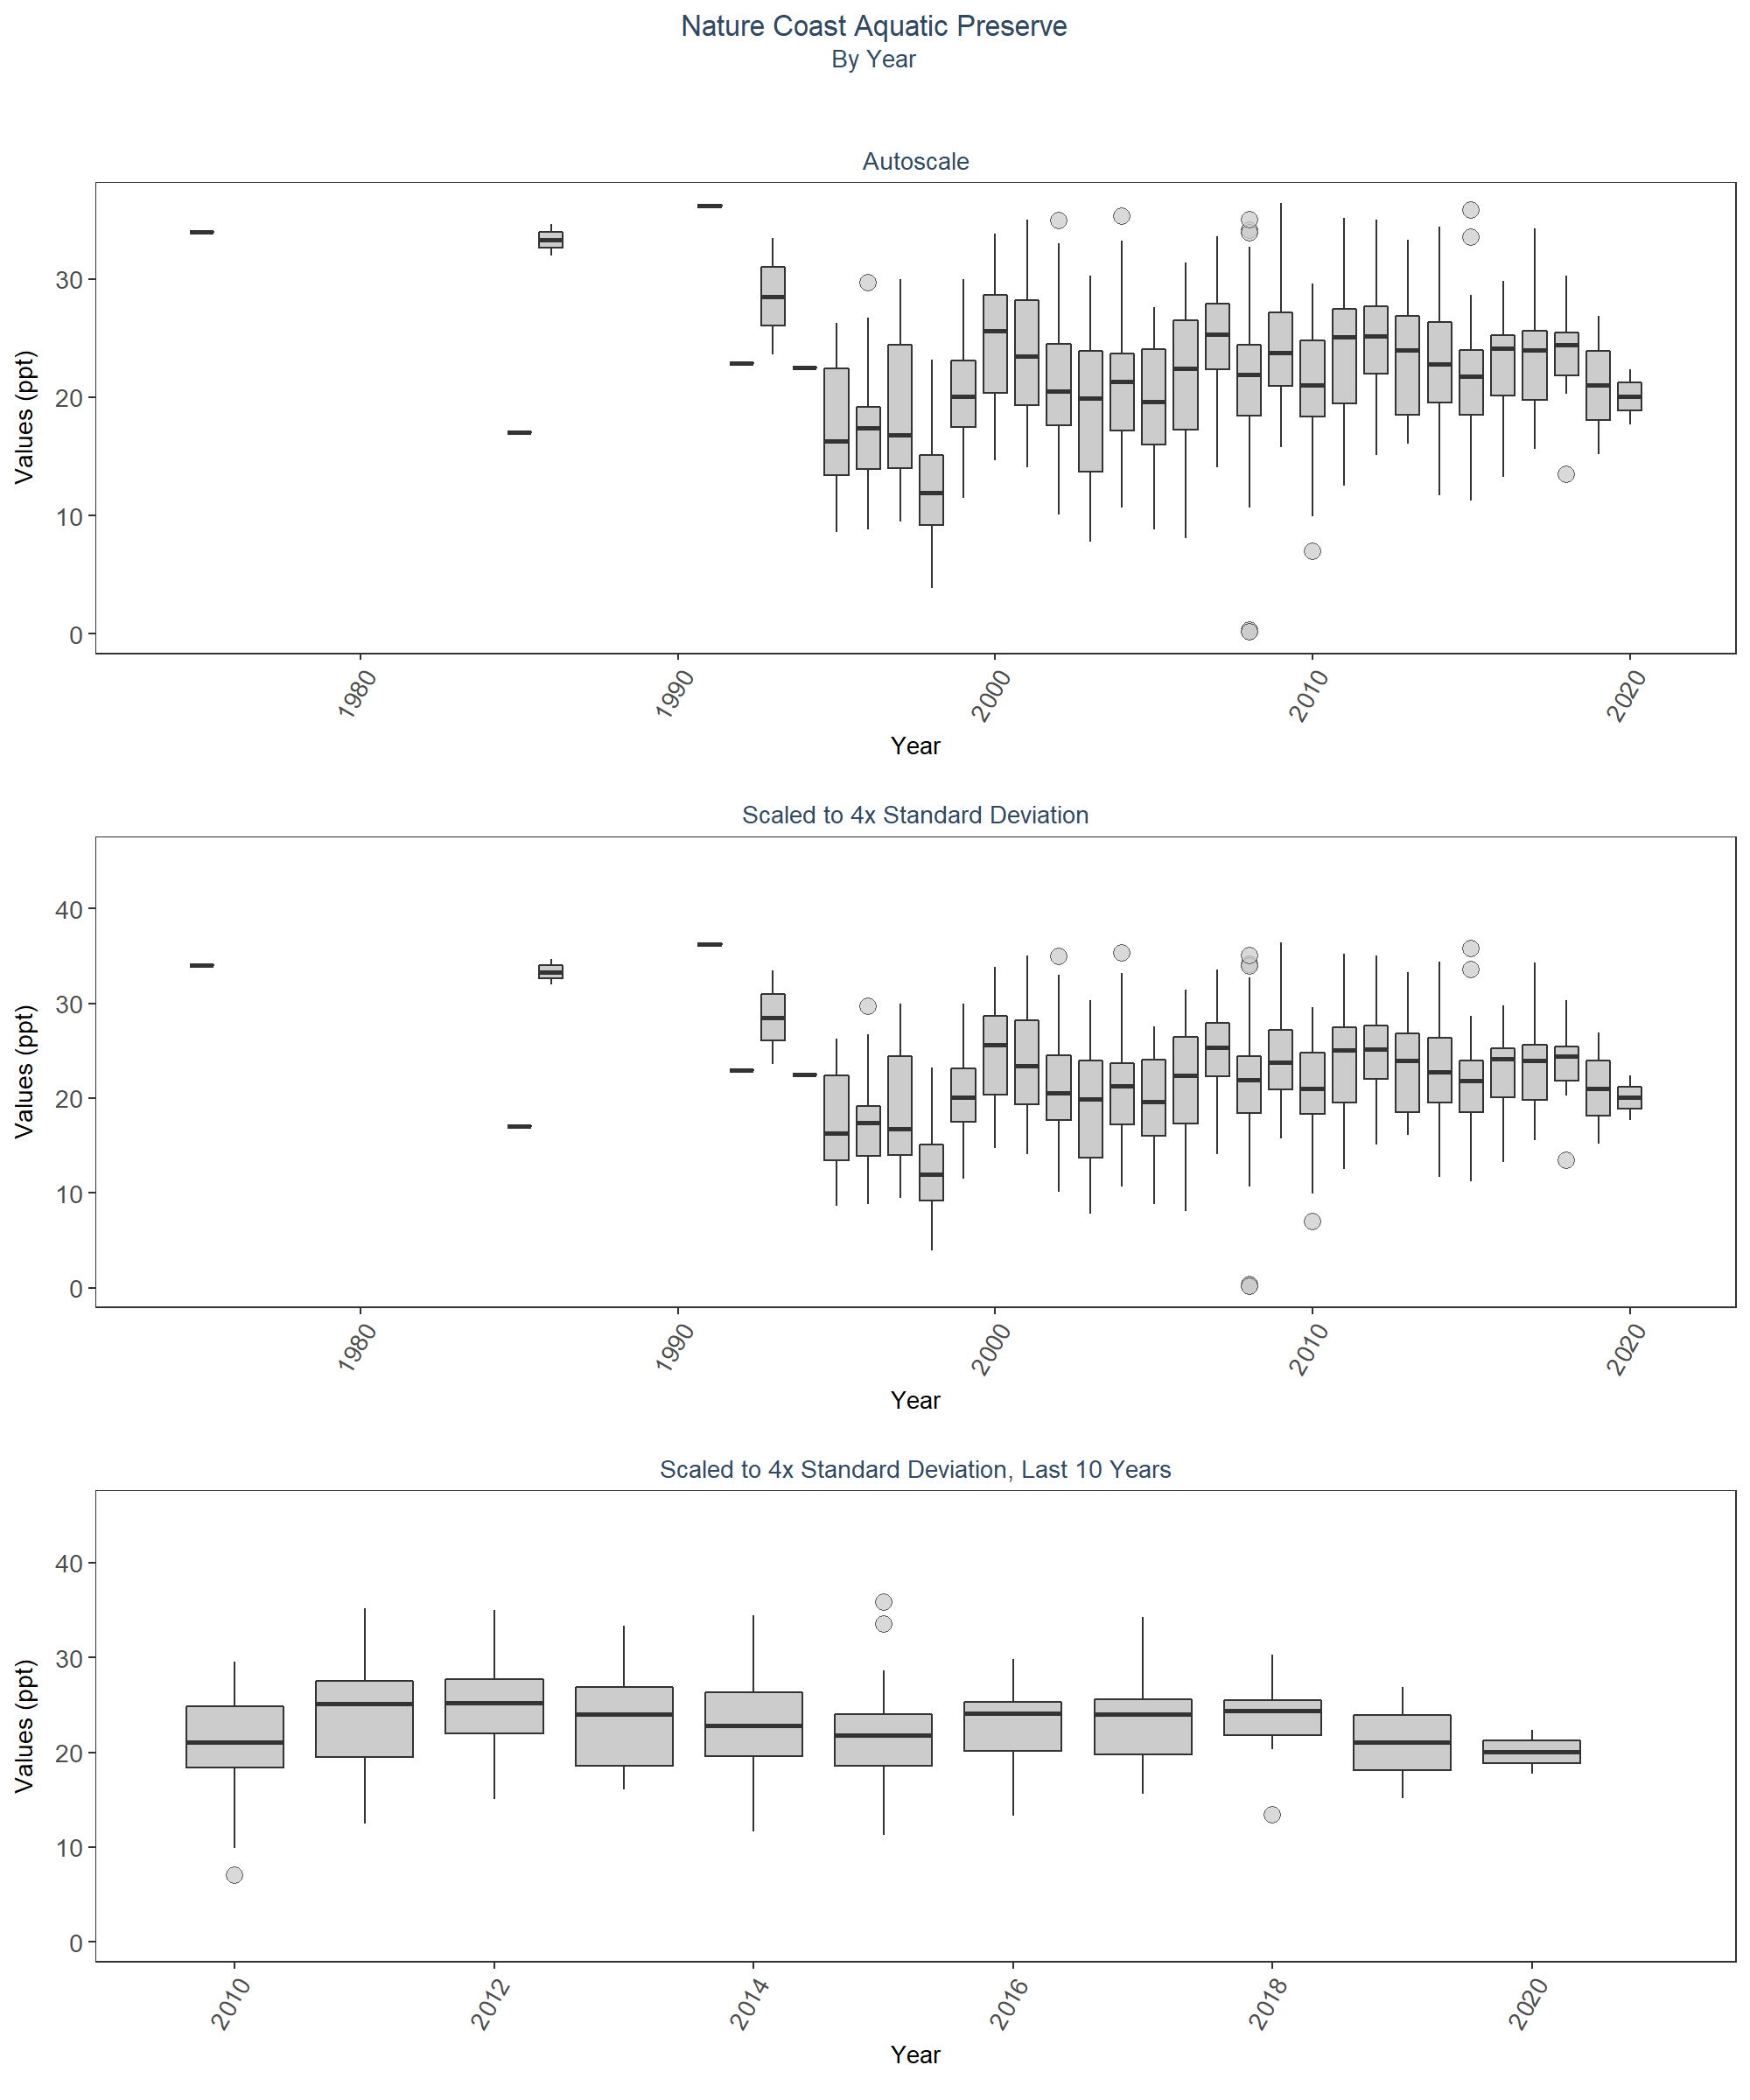 Nature Coast Aquatic Preserve
By Year
Autoscale
Values (ppt)
30
20
10
0
1980
1990
2000
2010
2020
Year
Scaled to 4x Standard Deviation
Values (ppt)
40
30
20
10
0
1980
1990
2000
2010
2020
Year
Scaled to 4x Standard Deviation, Last 10 Years
Values (ppt)
40
30
20
10
0
2010
2012
2014
2016
2018
2020
Year